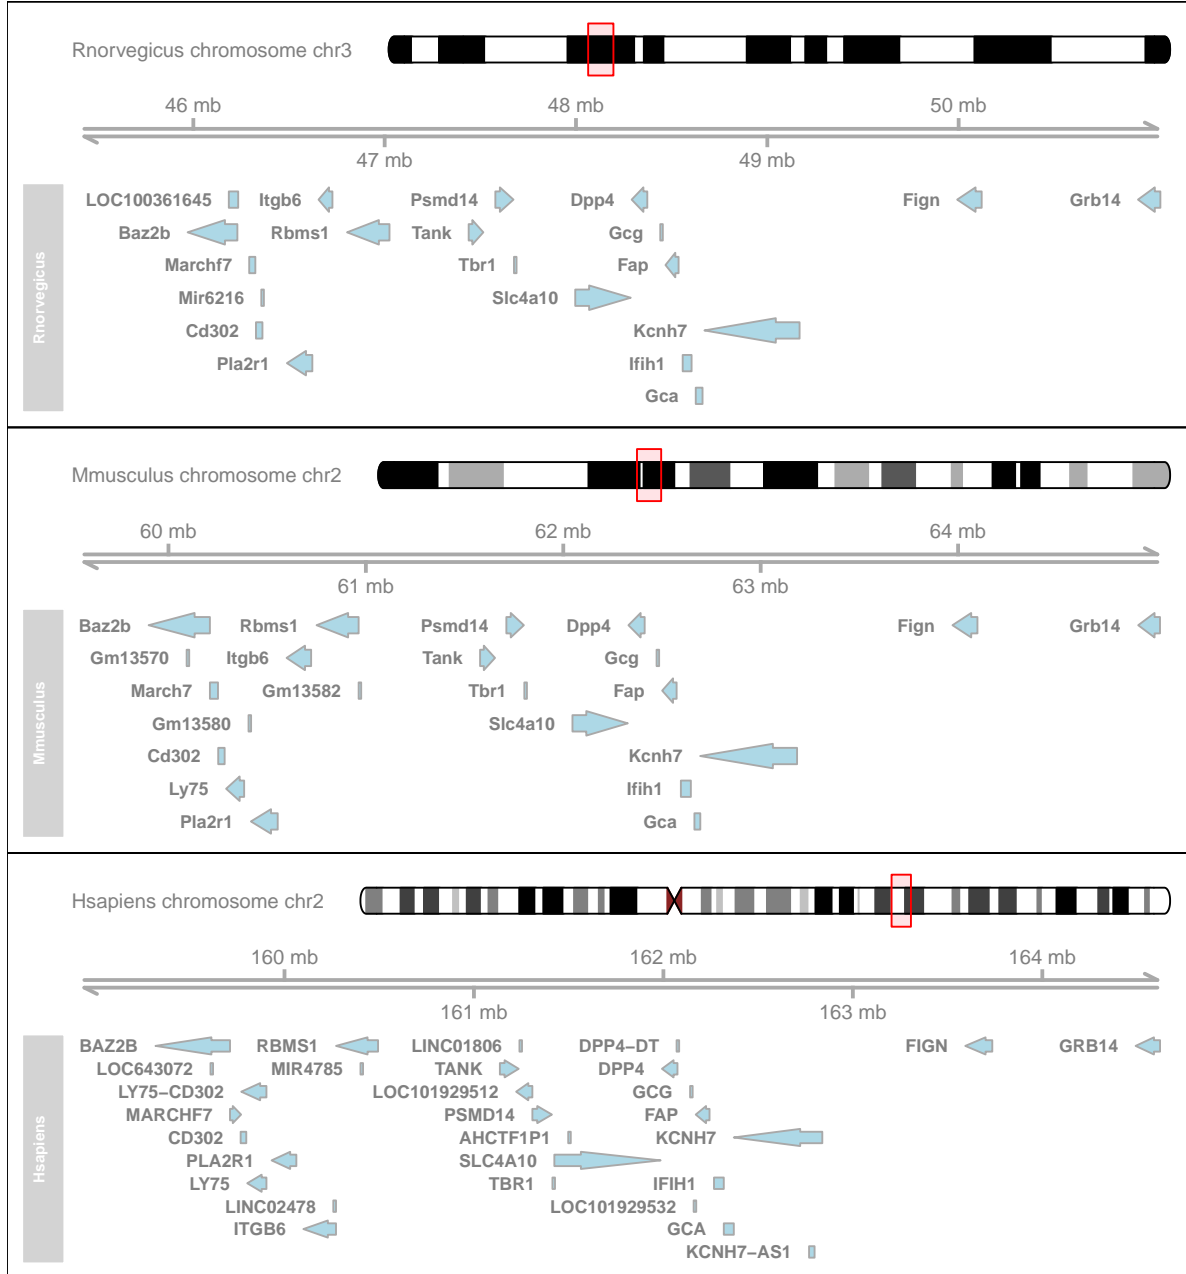 Rnorvegicus chromosome chr3
46 mb 48 mb 50 mb
47 mb 49 mb
Rnorvegicus
LOC100361645 Itgb6 Psmd14 Dpp4 Fign Grb14
Baz2b Rbms1 Tank Gcg
Marchf7 Tbr1 Fap
Mir6216 Slc4a10
Cd302 Kcnh7
Pla2r1 Ifih1
Gca
Mmusculus chromosome chr2
60 mb 62 mb 64 mb
61 mb 63 mb
Mmusculus
Baz2b Rbms1 Psmd14 Dpp4 Fign Grb14
Gm13570 Itgb6 Tank Gcg
March7 Gm13582 Tbr1 Fap
Gm13580 Slc4a10
Cd302 Kcnh7
Ly75 Ifih1
Pla2r1 Gca
Hsapiens chromosome chr2
160 mb 162 mb 164 mb
161 mb 163 mb
Hsapiens
BAZ2B RBMS1 LINC01806 DPP4−DT FIGN GRB14
LOC643072 MIR4785 TANK DPP4
LY75−CD302 LOC101929512 GCG
MARCHF7 PSMD14 FAP
CD302 AHCTF1P1 KCNH7
PLA2R1 SLC4A10
LY75 TBR1 IFIH1
LINC02478 LOC101929532
ITGB6 GCA
KCNH7−AS1